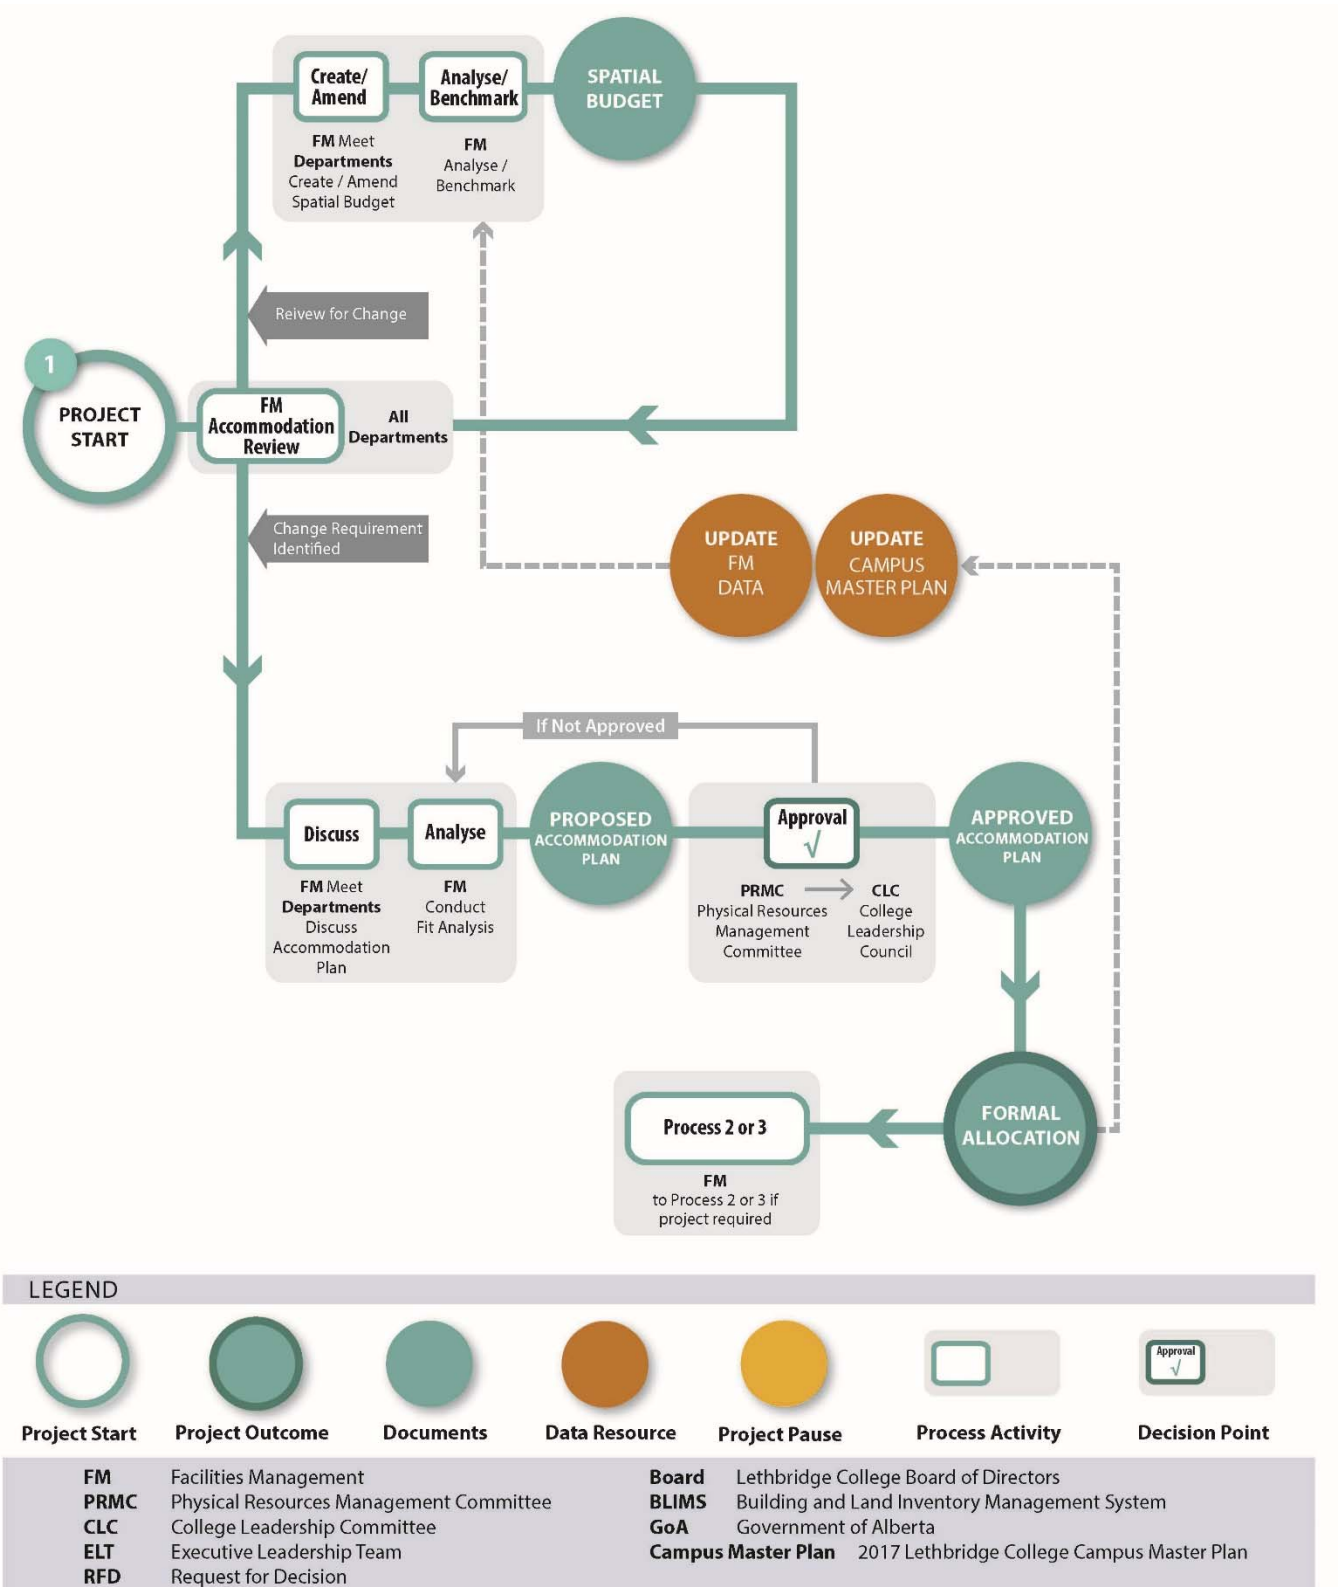 Create/
Amend
Analyse/
Benchmark
SPATIAL
BUDGET
FM Meet
Departments
Create / Amend
Spatial Budget
FM
Analyse /
Benchmark
Reivew for Change
1
PROJECT
START
FM
Accommodation
Review
All
Departments
Change Requirement
Identified
UPDATE
FM
DATA
UPDATE
CAMPUS
MASTER PLAN
If Not Approved
Discuss
Analyse
PROPOSED
ACCOMMODATION
PLAN
Approval
√
APPROVED
ACCOMMODATION
PLAN
FM Meet
Departments
Discuss
Accommodation
Plan
FM
Conduct
Fit Analysis
PRMC
Physical Resources
Management
Committee
CLC
College
Leadership
Council
Process 2 or 3
FM
to Process 2 or 3 if
project required
FORMAL
ALLOCATION
LEGEND
Approval
√
Project Start
Project Outcome
Documents
Data Resource
Project Pause
Process Activity
Decision Point
FM Facilities Management
PRMC Physical Resources Management Committee
CLC College Leadership Committee
ELT Executive Leadership Team
RFD Request for Decision
Board Lethbridge College Board of Directors
BLIMS Building and Land Inventory Management System
GoA Government of Alberta
Campus Master Plan 2017 Lethbridge College Campus Master Plan